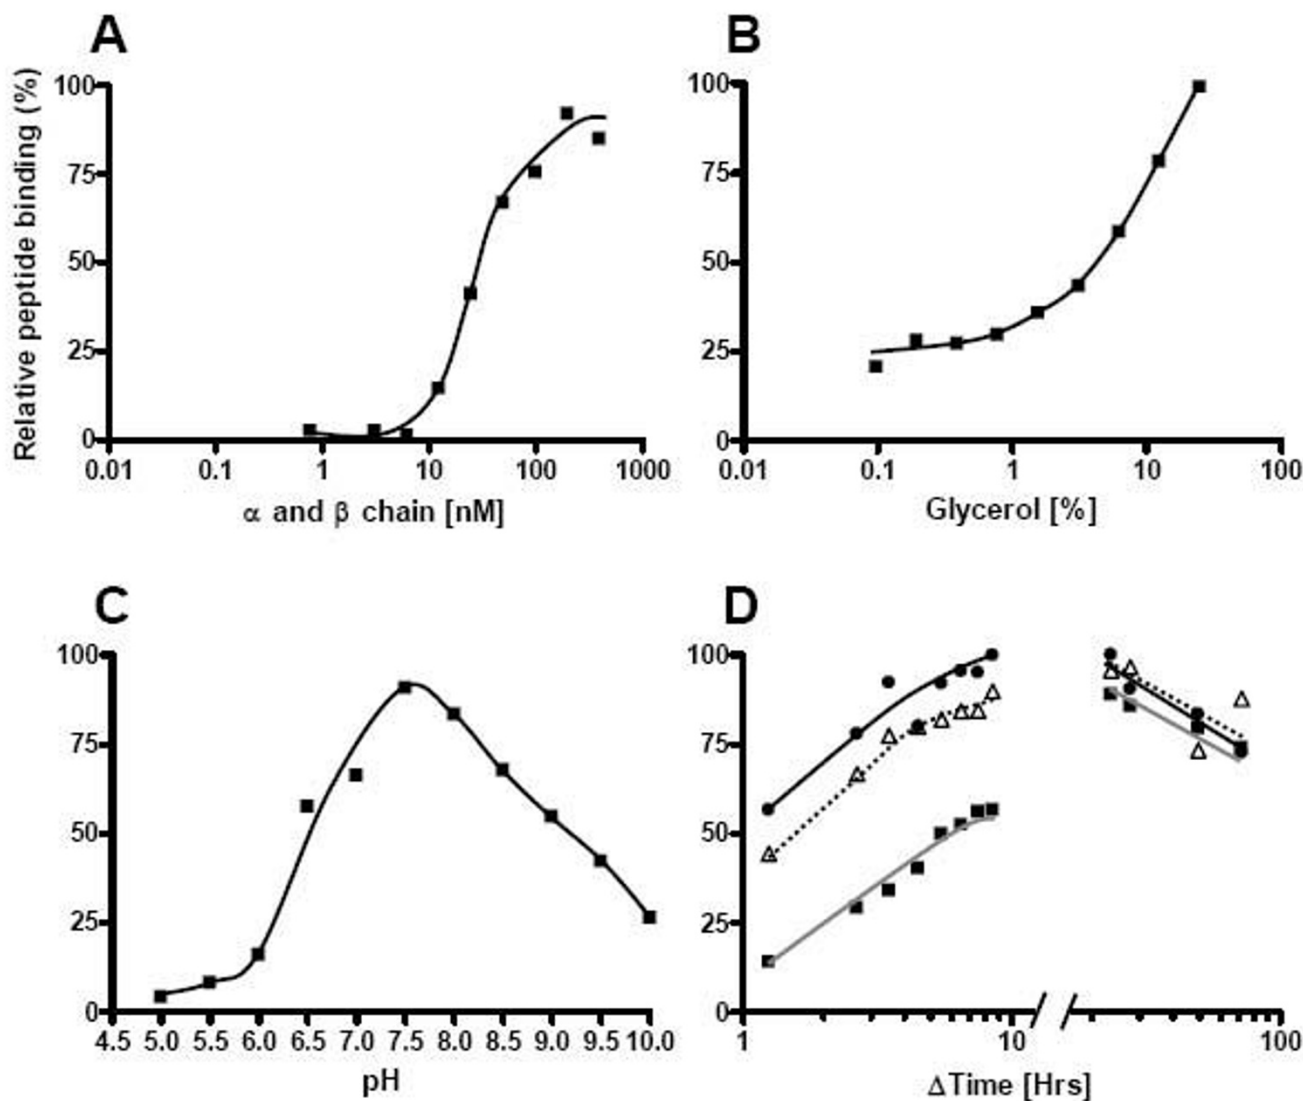 A
B
Relative peptide binding (%)
100
75
50
25
0
0.01 0.1 1 10 100 1000
α and β chain [nM]
100
75
50
25
0
0.01 0.1 1 10 100
Glycerol [%]
C
D
100
75
50
25
0
4.5 5.0 5.5 6.0 6.5 7.0 7.5 8.0 8.5 9.0 9.5 10.0
pH
100
75
50
25
0
1 10 100
ΔTime [Hrs]